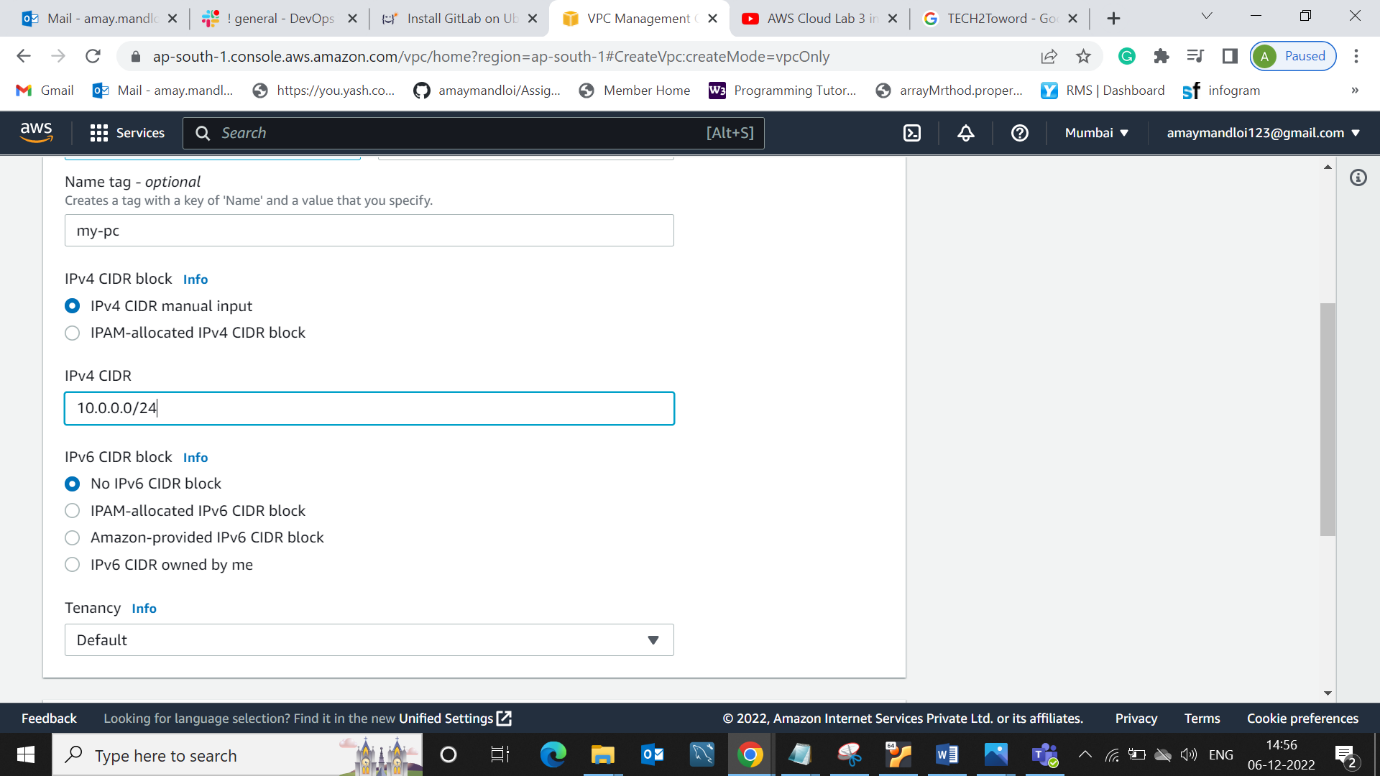 Mail - amay.mandlo
! general - DevOps
Install GitLab on Ub
VPC Management C
AWS Cloud Lab 3 in
TECH2Toword - Goo
ap-south-1.console.aws.amazon.com/vpc/home?region=ap-south-1#CreateVpc:createMode=vpcOnly
A
Paused
Gmail
Mail - amay.mandl...
https://you.yash.co...
amaymandloi/Assig...
Member Home
W3
Programming Tutor...
arrayMrthod.proper...
Y
RMS | Dashboard
sf
infogram
»
aws
Services
Search
[Alt+S]
Mumbai
amaymandloi123@gmail.com
Name tag - optional
Creates a tag with a key of 'Name' and a value that you specify.
my-pc
IPv4 CIDR block Info
IPv4 CIDR manual input
IPAM-allocated IPv4 CIDR block
IPv4 CIDR
10.0.0.0/24
IPv6 CIDR block Info
No IPv6 CIDR block
IPAM-allocated IPv6 CIDR block
Amazon-provided IPv6 CIDR block
IPv6 CIDR owned by me
Tenancy Info
Default
Feedback
Looking for language selection? Find it in the new Unified Settings
© 2022, Amazon Internet Services Private Ltd. or its affiliates.
Privacy
Terms
Cookie preferences
Type here to search
64
ENG
14:56
06-12-2022
2